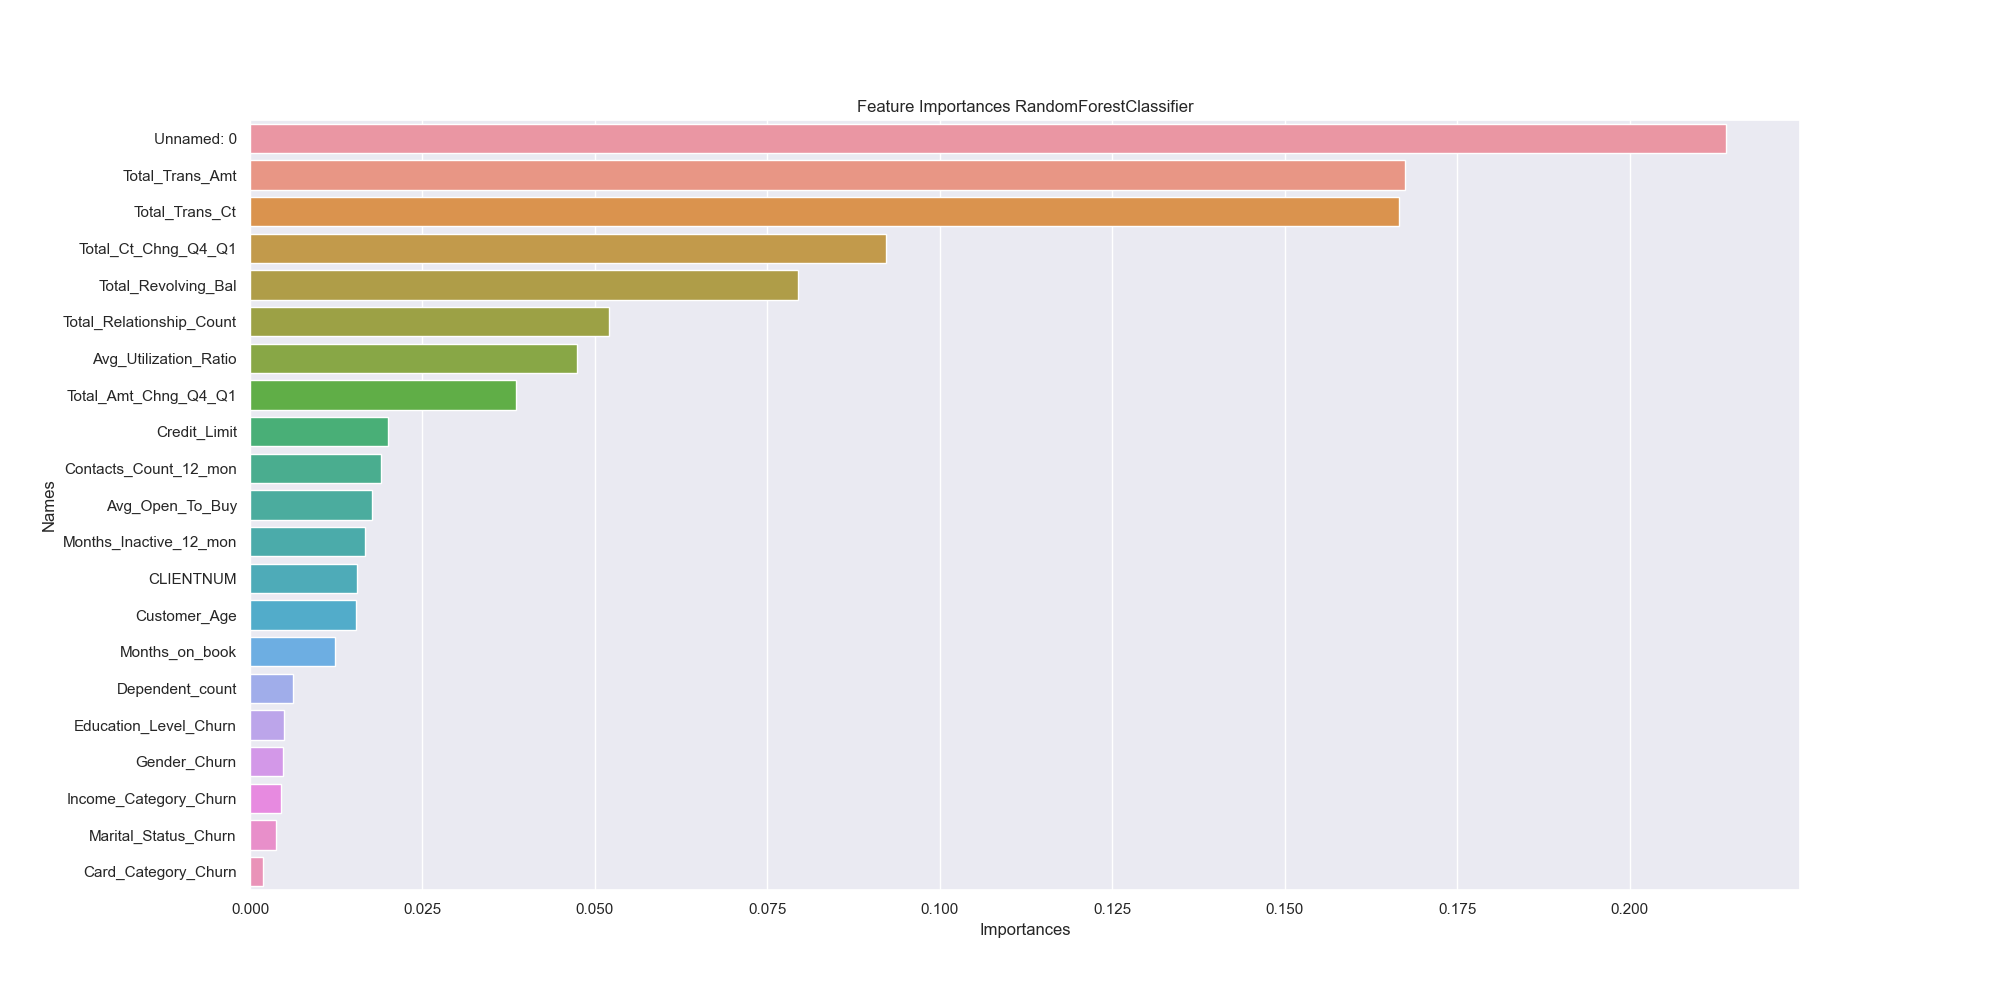 Feature Importances RandomForestClassifier
Unnamed: 0
Total_Trans_Amt
Total_Trans_Ct
Total_Ct_Chng_Q4_Q1
Total_Revolving_Bal
Total_Relationship_Count
Avg_Utilization_Ratio
Total_Amt_Chng_Q4_Q1
Credit_Limit
Contacts_Count_12_mon
Avg_Open_To_Buy
Months_Inactive_12_mon
CLIENTNUM
Customer_Age
Months_on_book
Dependent_count
Education_Level_Churn
Gender_Churn
Income_Category_Churn
Marital_Status_Churn
Card_Category_Churn
Names
0.000 0.025 0.050 0.075 0.100 0.125 0.150 0.175 0.200
Importances